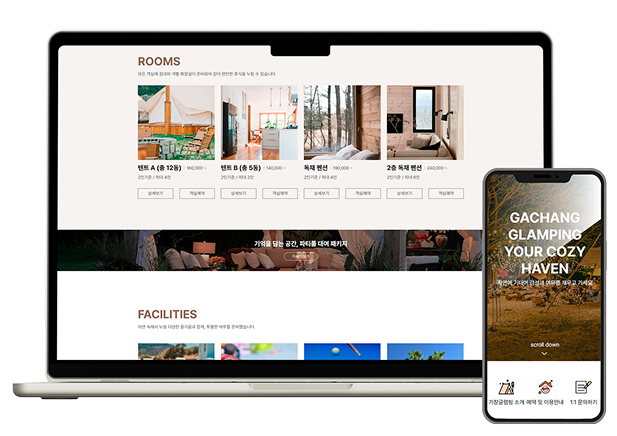 ROOMS
모든 객실에 침대와 개별 화장실이 준비되어 있어 편안한 휴식을 누릴 수 있습니다
텐트 A (총 12동) 160,000 ~
2인기준 / 최대 4인
상세보기 객실예약
텐트 B (총 5동) 140,000 ~
2인기준 / 최대 2인
상세보기 객실예약
독채 펜션 190,000 ~
2인기준 / 최대 4인
상세보기 객실예약
2층 독채 펜션 240,000 ~
2인기준 / 최대 8인
상세보기 객실예약
기억을 담는 공간, 파티룸 대여 패키지
FACILITIES
자연 속에서 누릴 다양한 즐거움과 함께, 특별한 하루를 준비했습니다
GACHANG
GLAMPING
YOUR COZY
HAVEN
자연에 기대어 감성과 여유를 채우고 가세요
scroll down
가창글램핑 소개 예약 및 이용안내 1:1 문의하기